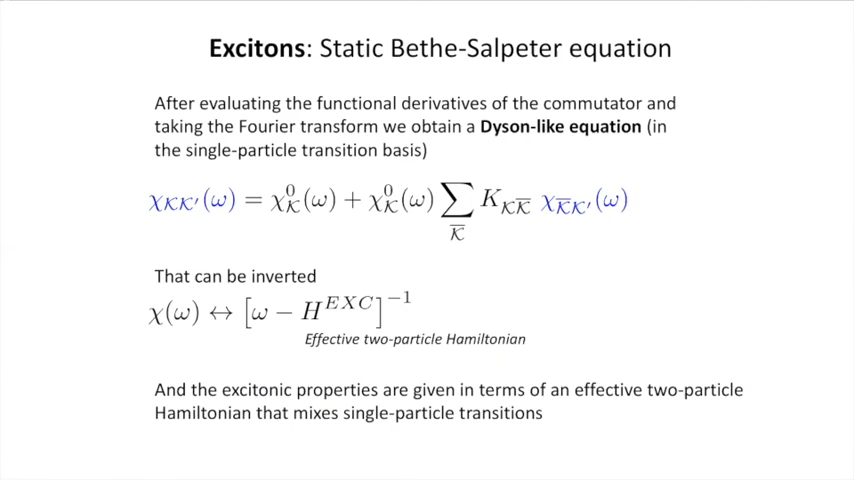 Excitons: Static Bethe-Salpeter equation
After evaluating the functional derivatives of the commutator and
taking the Fourier transform we obtain a Dyson-like equation (in
the single-particle transition basis)
χ_{𝒦𝒦'}(ω) = χ^0_𝒦(ω) + χ^0_𝒦(ω) ∑_{\overline{𝒦}} K_{𝒦\overline{𝒦}} χ_{\overline{𝒦}𝒦'}(ω)
That can be inverted
χ(ω) ↔ [ω − H^{EXC}]^{−1}
Effective two-particle Hamiltonian
And the excitonic properties are given in terms of an effective two-particle
Hamiltonian that mixes single-particle transitions